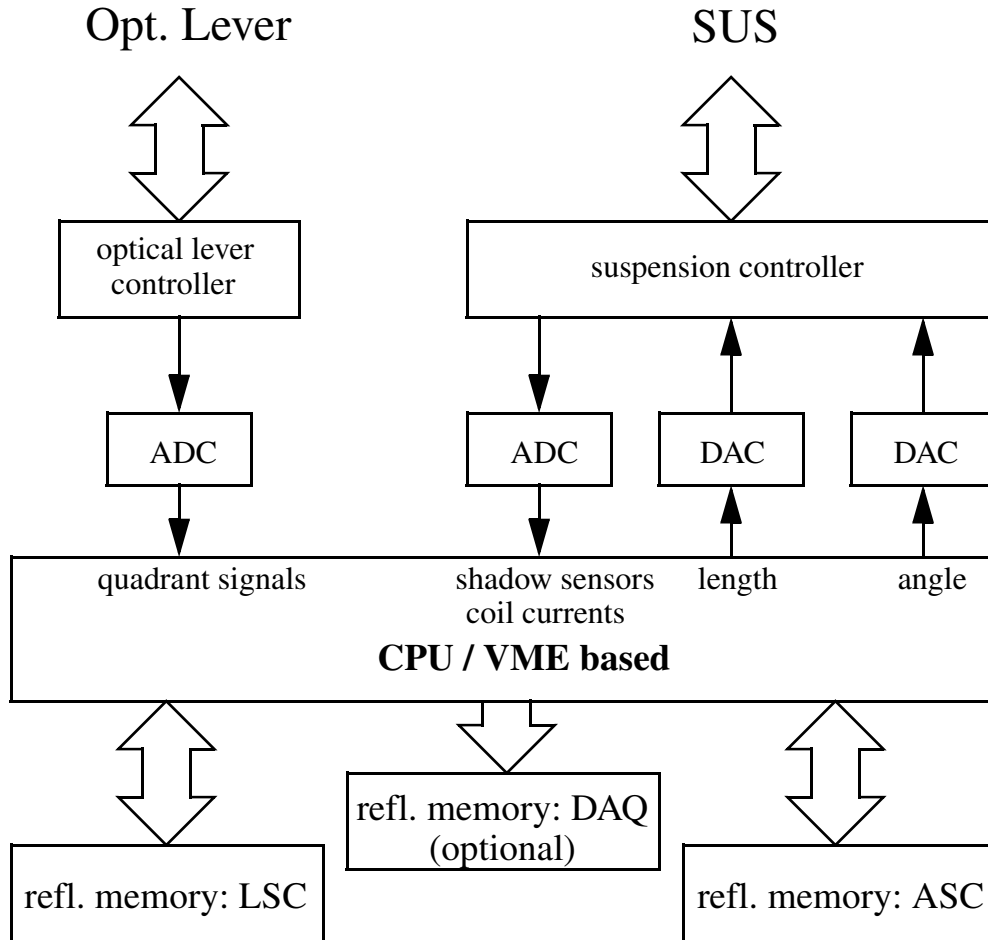 Opt. Lever
SUS
optical lever
controller
suspension controller
ADC
ADC
DAC
DAC
quadrant signals
shadow sensors
coil currents
length
angle
CPU / VME based
refl. memory: DAQ
(optional)
refl. memory: LSC
refl. memory: ASC